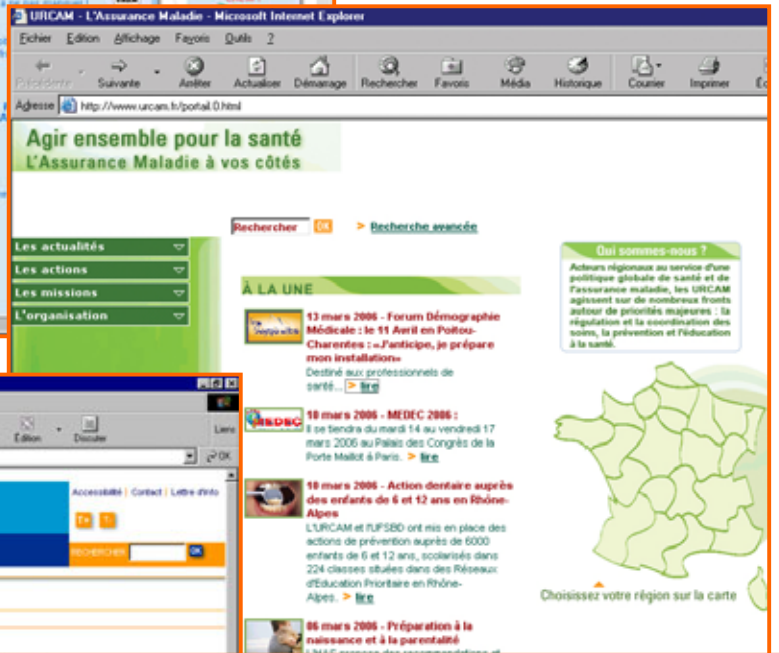 URCAM - L'Assurance Maladie - Microsoft Internet Explorer
Fichier Edition Affichage Favoris Outils ?
Précédente Suivante Arrêter Actualiser Démarrage Rechercher Favoris Média Historique Courrier Imprimer
Adresse http://www.urcam.fr/portail.0.html
Agir ensemble pour la santé
L'Assurance Maladie à vos côtés
Rechercher OK > Recherche avancée
Les actualités
Les actions
Les missions
L'organisation
À LA UNE
13 mars 2006 - Forum Démographie
Médicale : le 11 Avril en Poitou-
Charentes : «J'anticipe, je prépare
mon installation»
Destiné aux professionnels de
santé... > lire
MEDEC
10 mars 2006 - MEDEC 2006 :
Il se tiendra du mardi 14 au vendredi 17
mars 2006 au Palais des Congrès de la
Porte Maillot à Paris. > lire
10 mars 2006 - Action dentaire auprès
des enfants de 6 et 12 ans en Rhône-
Alpes
L'URCAM et l'UFSBD ont mis en place des
actions de prévention auprès de 6000
enfants de 6 et 12 ans, scolarisés dans
224 classes situées dans des Réseaux
d'Education Prioritaire en Rhône-
Alpes. > lire
06 mars 2006 - Préparation à la
naissance et à la parentalité
Qui sommes-nous ?
Acteurs régionaux au service d'une
politique globale de santé et de
l'assurance maladie, les URCAM
agissent sur de nombreux fronts
autour de priorités majeures : la
régulation et la coordination des
soins, la prévention et l'éducation
à la santé.
Choisissez votre région sur la carte
Edition Discuter Liens
OK
Accessibilité | Contact | Lettre d'info
T+ T-
RECHERCHER OK